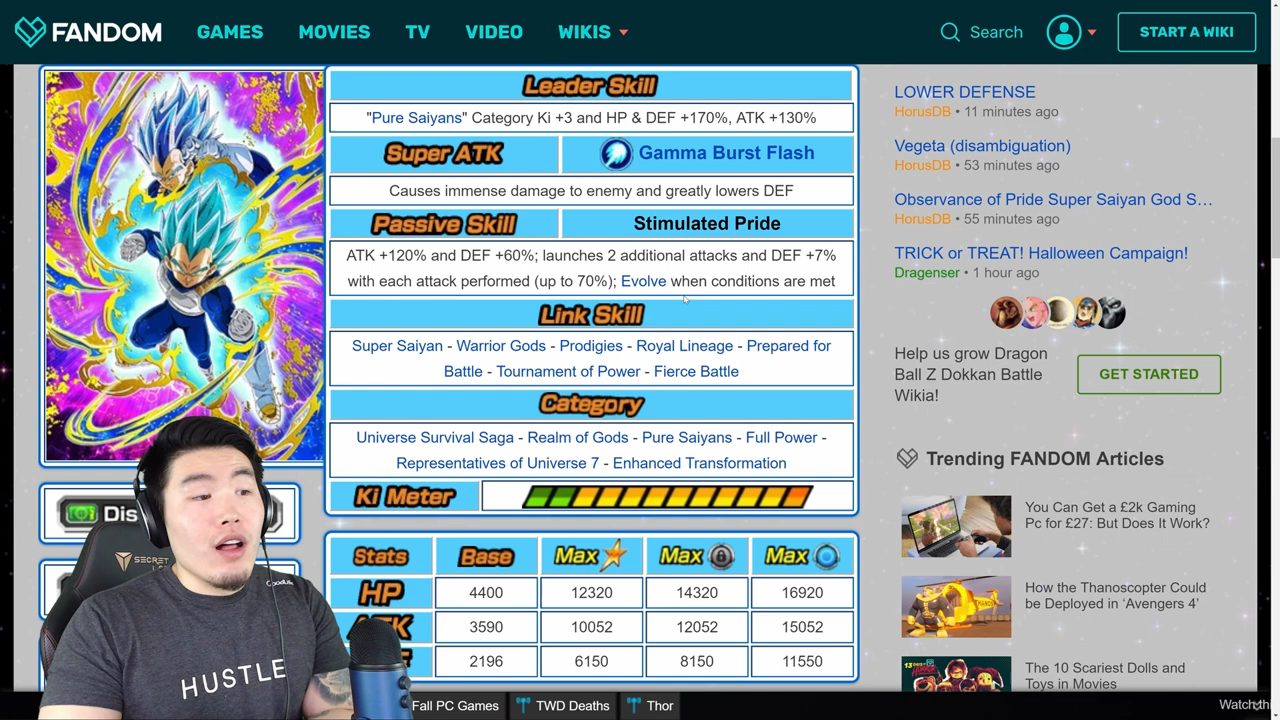 FANDOM GAMES MOVIES TV VIDEO WIKIS Search START A WIKI
Leader Skill
"Pure Saiyans" Category Ki +3 and HP & DEF +170%, ATK +130%
Super ATK Gamma Burst Flash
Causes immense damage to enemy and greatly lowers DEF
Passive Skill Stimulated Pride
ATK +120% and DEF +60%; launches 2 additional attacks and DEF +7%
with each attack performed (up to 70%); Evolve when conditions are met
Link Skill
Super Saiyan - Warrior Gods - Prodigies - Royal Lineage - Prepared for
Battle - Tournament of Power - Fierce Battle
Category
Universe Survival Saga - Realm of Gods - Pure Saiyans - Full Power -
Representatives of Universe 7 - Enhanced Transformation
Ki Meter
Dis
Stats Base Max Max Max
HP 4400 12320 14320 16920
3590 10052 12052 15052
2196 6150 8150 11550
LOWER DEFENSE
HorusDB • 11 minutes ago
Vegeta (disambiguation)
HorusDB • 53 minutes ago
Observance of Pride Super Saiyan God S...
HorusDB • 55 minutes ago
TRICK or TREAT! Halloween Campaign!
Dragenser • 1 hour ago
Help us grow Dragon
Ball Z Dokkan Battle
Wikia!
GET STARTED
Trending FANDOM Articles
You Can Get a £2k Gaming
Pc for £27: But Does It Work?
How the Thanoscopter Could
be Deployed in 'Avengers 4'
The 10 Scariest Dolls and
Toys in Movies
SECRET
HUSTLE
Fall PC Games TWD Deaths Thor